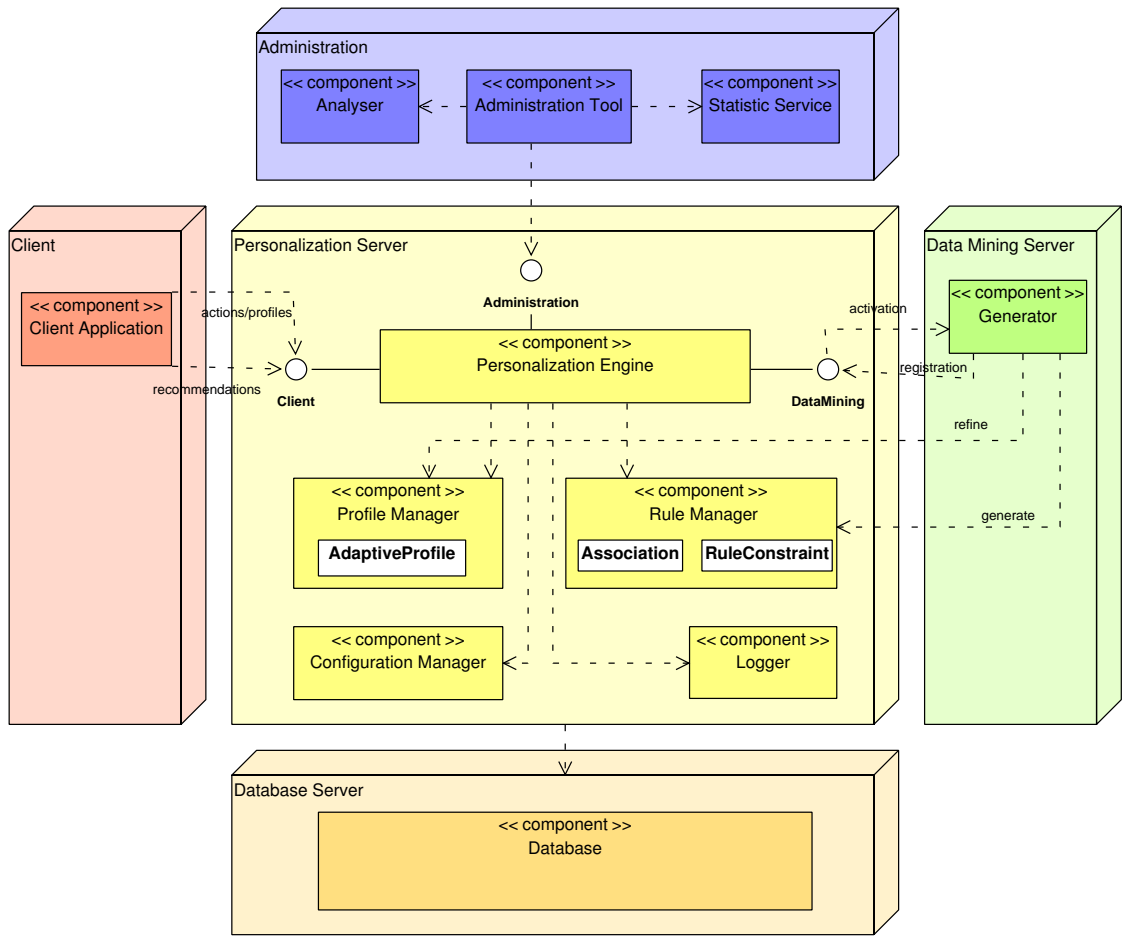 Administration
<< component >>
Analyser
<< component >>
Administration Tool
<< component >>
Statistic Service
Client
<< component >>
Client Application
actions/profiles
recommendations
Personalization Server
Administration
<< component >>
Personalization Engine
Client
DataMining
<< component >>
Profile Manager
AdaptiveProfile
<< component >>
Rule Manager
Association
RuleConstraint
<< component >>
Configuration Manager
<< component >>
Logger
Data Mining Server
<< component >>
Generator
activation
registration
refine
generate
Database Server
<< component >>
Database